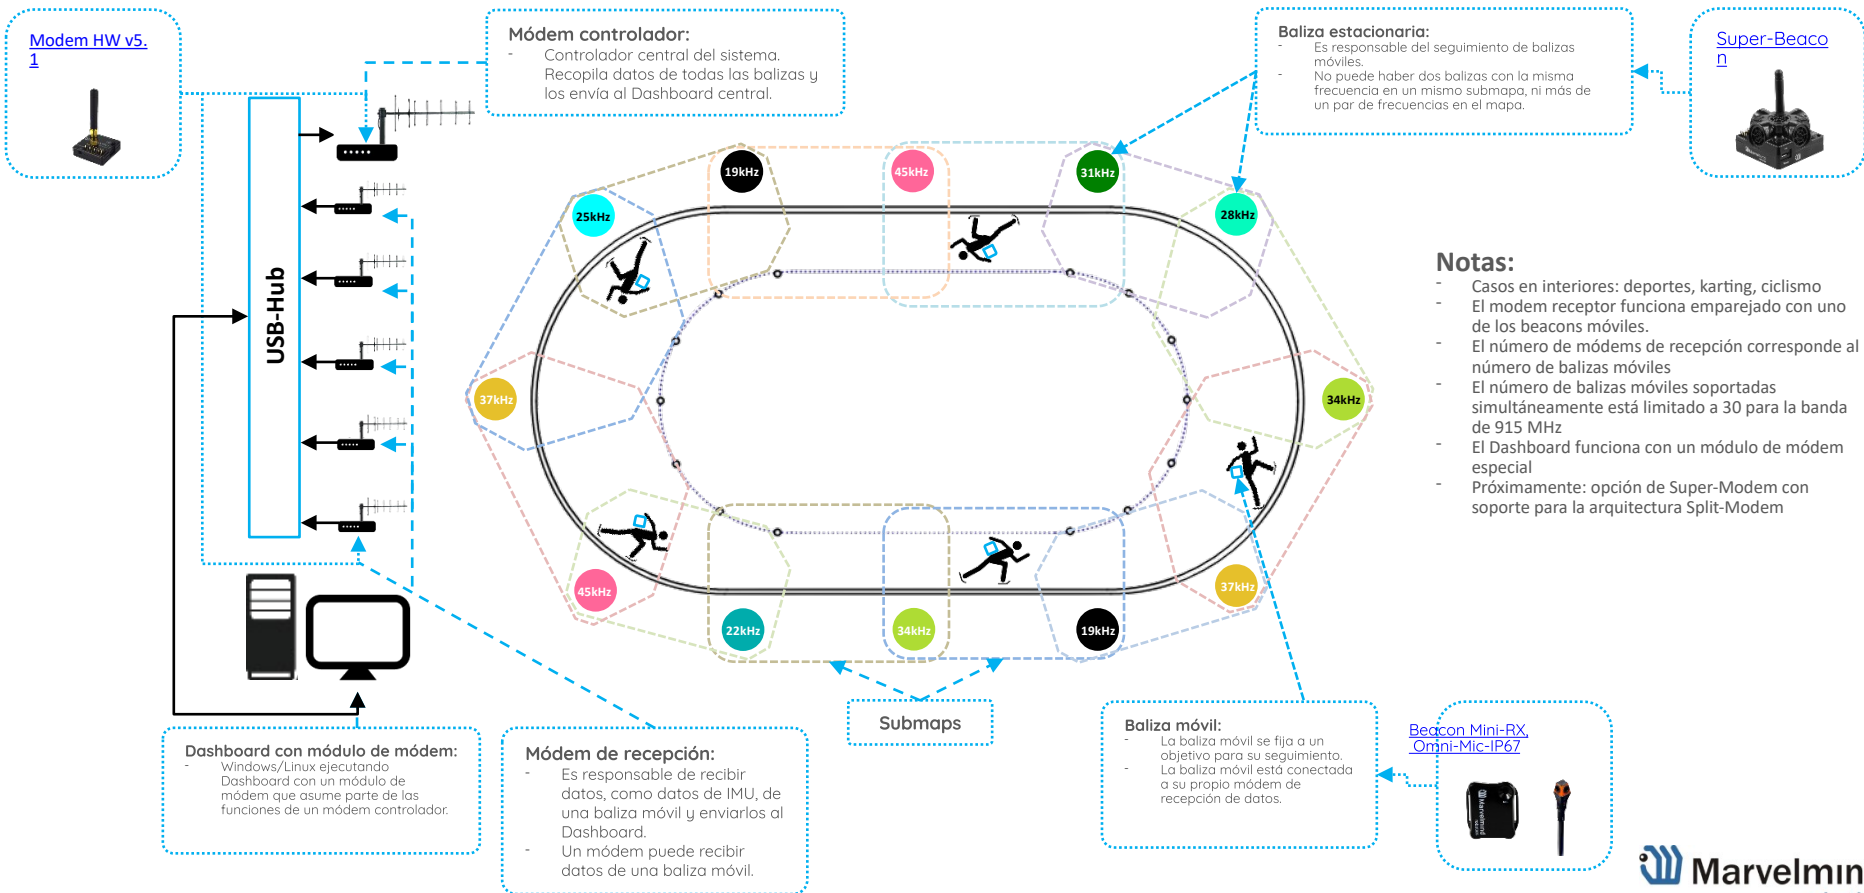 Modem HW v5.
1
Módem controlador:
- Controlador central del sistema.
Recopila datos de todas las balizas y
los envía al Dashboard central.
Baliza estacionaria:
- Es responsable del seguimiento de balizas
móviles.
- No puede haber dos balizas con la misma
frecuencia en un mismo submapa, ni más de
un par de frecuencias en el mapa.
Super-Beaco
n
USB-Hub
19kHz
45kHz
31kHz
25kHz
28kHz
37kHz
34kHz
45kHz
37kHz
22kHz
34kHz
19kHz
Submaps
Notas:
- Casos en interiores: deportes, karting, ciclismo
- El modem receptor funciona emparejado con uno
de los beacons móviles.
- El número de módems de recepción corresponde al
número de balizas móviles
- El número de balizas móviles soportadas
simultáneamente está limitado a 30 para la banda
de 915 MHz
- El Dashboard funciona con un módulo de módem
especial
- Próximamente: opción de Super-Modem con
soporte para la arquitectura Split-Modem
Dashboard con módulo de módem:
- Windows/Linux ejecutando
Dashboard con un módulo de
módem que asume parte de las
funciones de un módem controlador.
Módem de recepción:
- Es responsable de recibir
datos, como datos de IMU, de
una baliza móvil y enviarlos al
Dashboard.
- Un módem puede recibir
datos de una baliza móvil.
Baliza móvil:
- La baliza móvil se fija a un
objetivo para su seguimiento.
- La baliza móvil está conectada
a su propio módem de
recepción de datos.
Beacon Mini-RX,
Omni-Mic-IP67
Marvelmind
Marvelmin